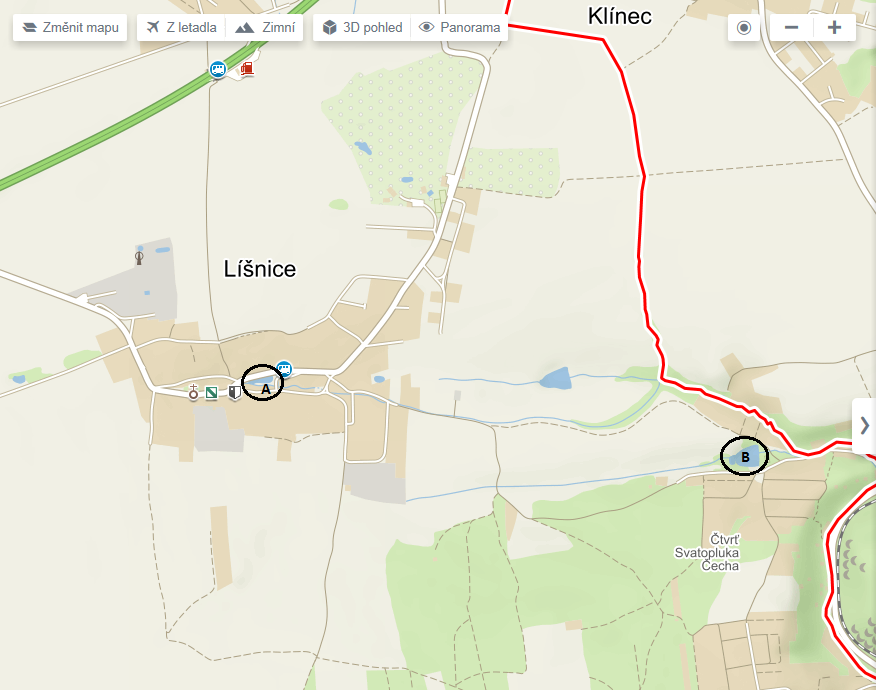 Klínec
Změnit mapu
Z letadla
Zimní
3D pohled
Panorama
Líšnice
A
B
Čtvrť
Svatopluka
Čecha